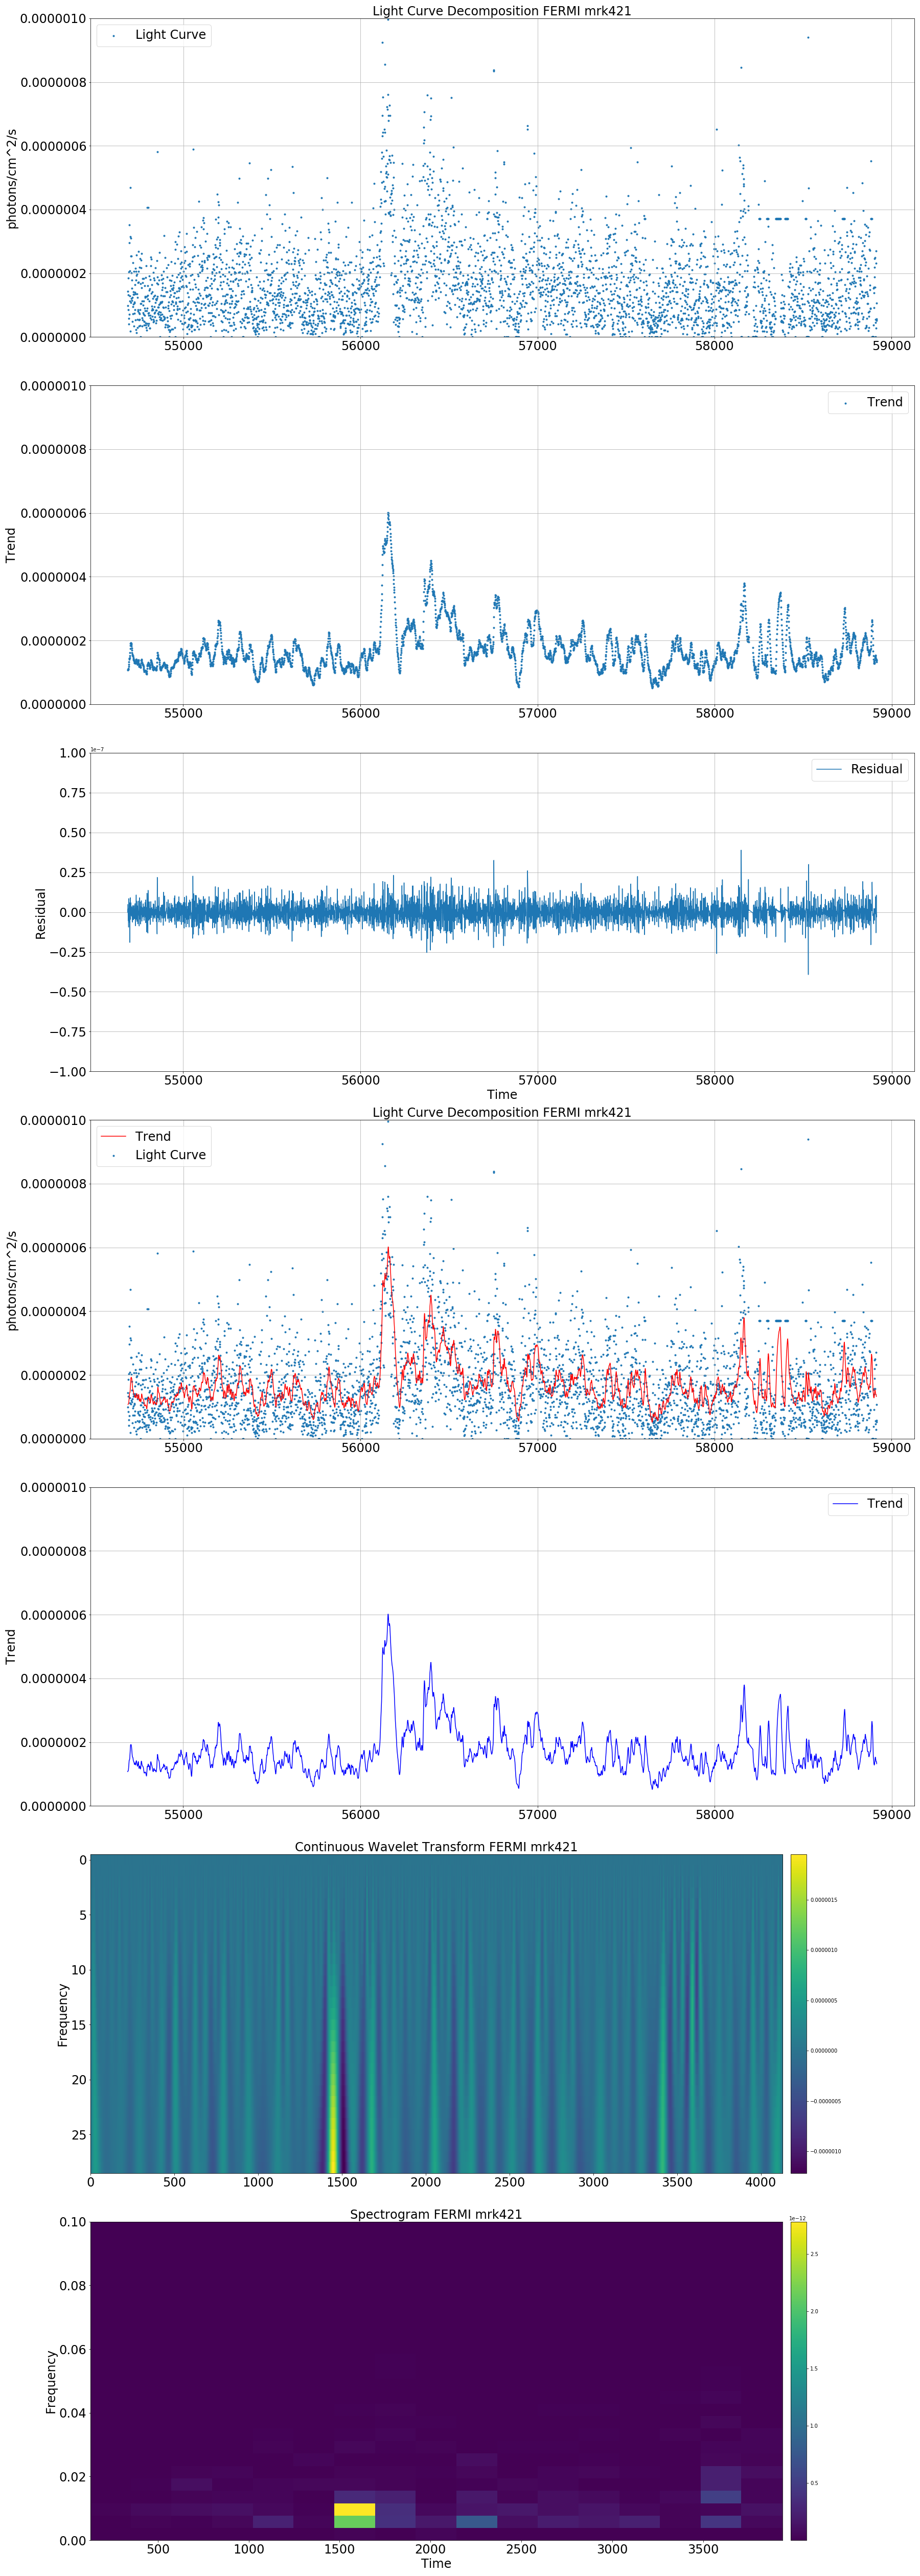 Light Curve Decomposition FERMI mrk421
0.0000010
0.0000008
0.0000006
0.0000004
0.0000002
0.0000000
photons/cm^2/s
Light Curve
55000 56000 57000 58000 59000
0.0000010
0.0000008
0.0000006
0.0000004
0.0000002
0.0000000
Trend
Trend
55000 56000 57000 58000 59000
1e−7
1.00
0.75
0.50
0.25
0.00
−0.25
−0.50
−0.75
−1.00
Residual
Residual
55000 56000 57000 58000 59000
Time
Light Curve Decomposition FERMI mrk421
0.0000010
0.0000008
0.0000006
0.0000004
0.0000002
0.0000000
photons/cm^2/s
Trend
Light Curve
55000 56000 57000 58000 59000
0.0000010
0.0000008
0.0000006
0.0000004
0.0000002
0.0000000
Trend
Trend
55000 56000 57000 58000 59000
Continuous Wavelet Transform FERMI mrk421
0
5
10
15
20
25
Frequency
0 500 1000 1500 2000 2500 3000 3500 4000
0.0000015
0.0000010
0.0000005
0.0000000
−0.0000005
−0.0000010
Spectrogram FERMI mrk421
1e−12
0.10
0.08
0.06
0.04
0.02
0.00
Frequency
500 1000 1500 2000 2500 3000 3500
Time
2.5
2.0
1.5
1.0
0.5